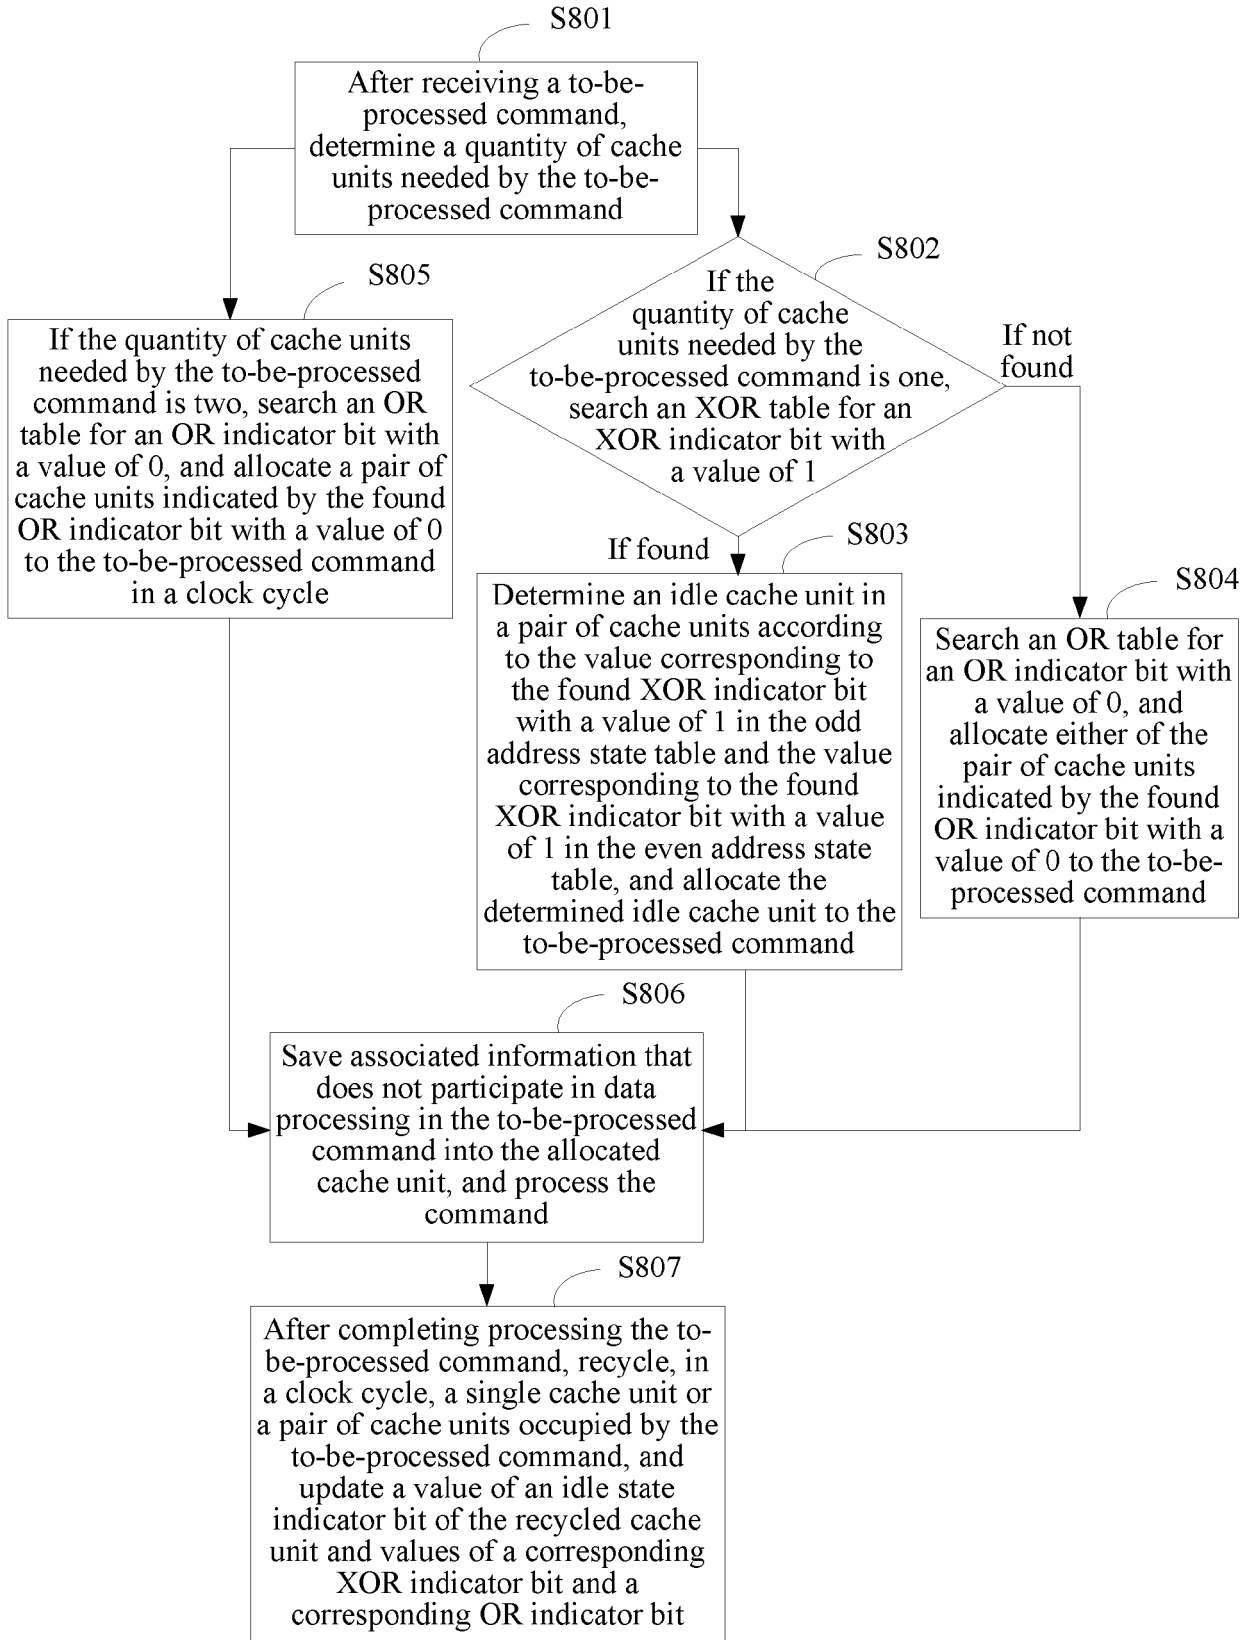 S801
After receiving a to-be-
processed command,
determine a quantity of cache
units needed by the to-be-
processed command
S802
If the
quantity of cache
units needed by the
to-be-processed command is one,
search an XOR table for an
XOR indicator bit with
a value of 1
If not
found
S805
If the quantity of cache units
needed by the to-be-processed
command is two, search an OR
table for an OR indicator bit with
a value of 0, and allocate a pair of
cache units indicated by the found
OR indicator bit with a value of 0
to the to-be-processed command
in a clock cycle
If found
S803
Determine an idle cache unit in
a pair of cache units according
to the value corresponding to
the found XOR indicator bit
with a value of 1 in the odd
address state table and the value
corresponding to the found
XOR indicator bit with a value
of 1 in the even address state
table, and allocate the
determined idle cache unit to the
to-be-processed command
S804
Search an OR table for
an OR indicator bit with
a value of 0, and
allocate either of the
pair of cache units
indicated by the found
OR indicator bit with a
value of 0 to the to-be-
processed command
S806
Save associated information that
does not participate in data
processing in the to-be-processed
command into the allocated
cache unit, and process the
command
S807
After completing processing the to-
be-processed command, recycle, in
a clock cycle, a single cache unit or
a pair of cache units occupied by the
to-be-processed command, and
update a value of an idle state
indicator bit of the recycled cache
unit and values of a corresponding
XOR indicator bit and a
corresponding OR indicator bit